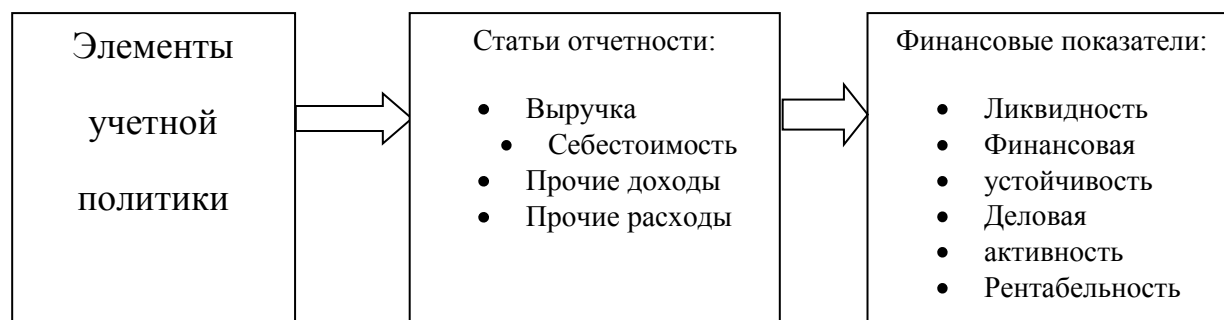 Элементы
учетной
политики
Статьи отчетности:
• Выручка
• Себестоимость
• Прочие доходы
• Прочие расходы
Финансовые показатели:
• Ликвидность
• Финансовая
• устойчивость
• Деловая
• активность
• Рентабельность